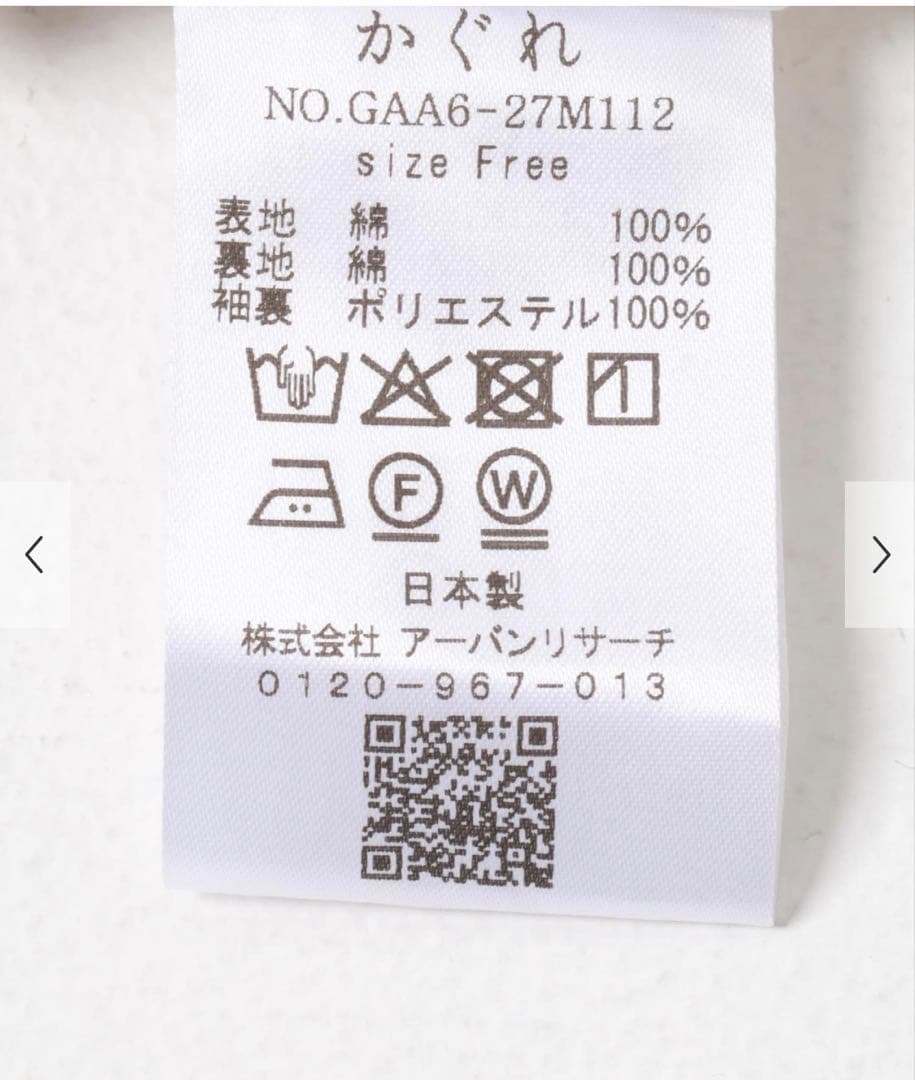 かぐれ
NO.GAA6-27M112
size Free
表地 綿 100%
裏地 綿 100%
袖裏 ポリエステル100%
F W
日本製
株式会社 アーバンリサーチ
0120-967-013